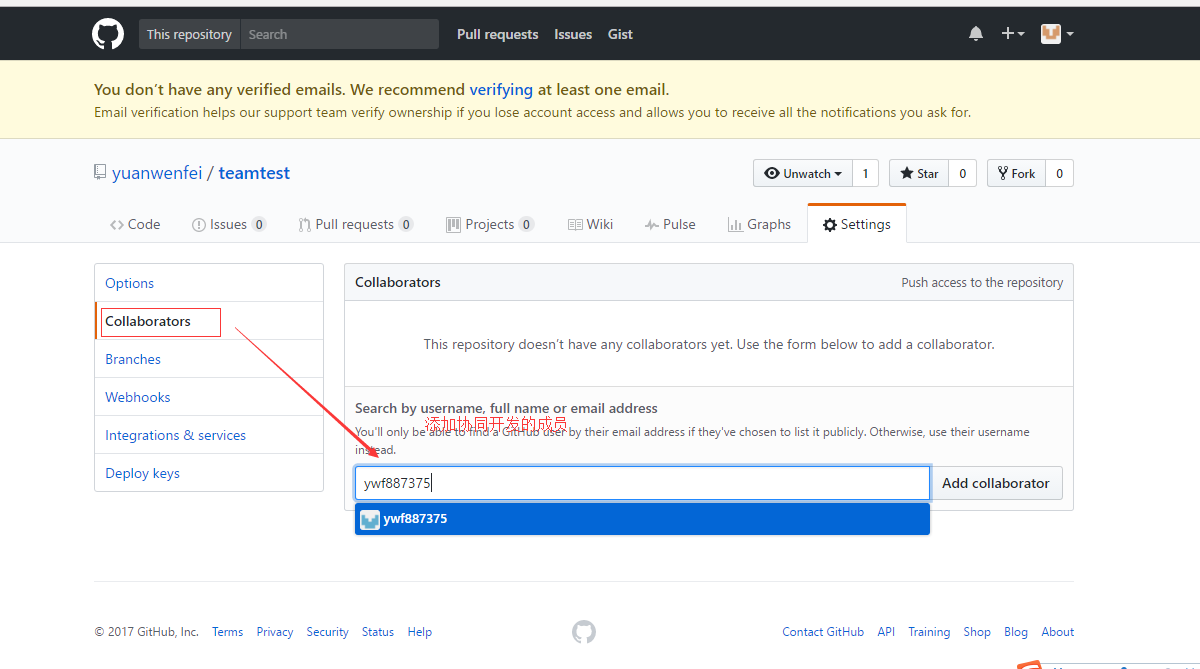 This repository Search Pull requests Issues Gist
You don't have any verified emails. We recommend verifying at least one email.
Email verification helps our support team verify ownership if you lose account access and allows you to receive all the notifications you ask for.
yuanwenfei / teamtest Unwatch 1 Star 0 Fork 0
Code Issues 0 Pull requests 0 Projects 0 Wiki Pulse Graphs Settings
Options
Collaborators
Branches
Webhooks
Integrations & services
Deploy keys
Collaborators Push access to the repository
This repository doesn't have any collaborators yet. Use the form below to add a collaborator.
Search by username, full name or email address
添加协同开发的成员
You'll only be able to find a GitHub user by their email address if they've chosen to list it publicly. Otherwise, use their username
instead.
ywf887375 Add collaborator
ywf887375
© 2017 GitHub, Inc. Terms Privacy Security Status Help Contact GitHub API Training Shop Blog About